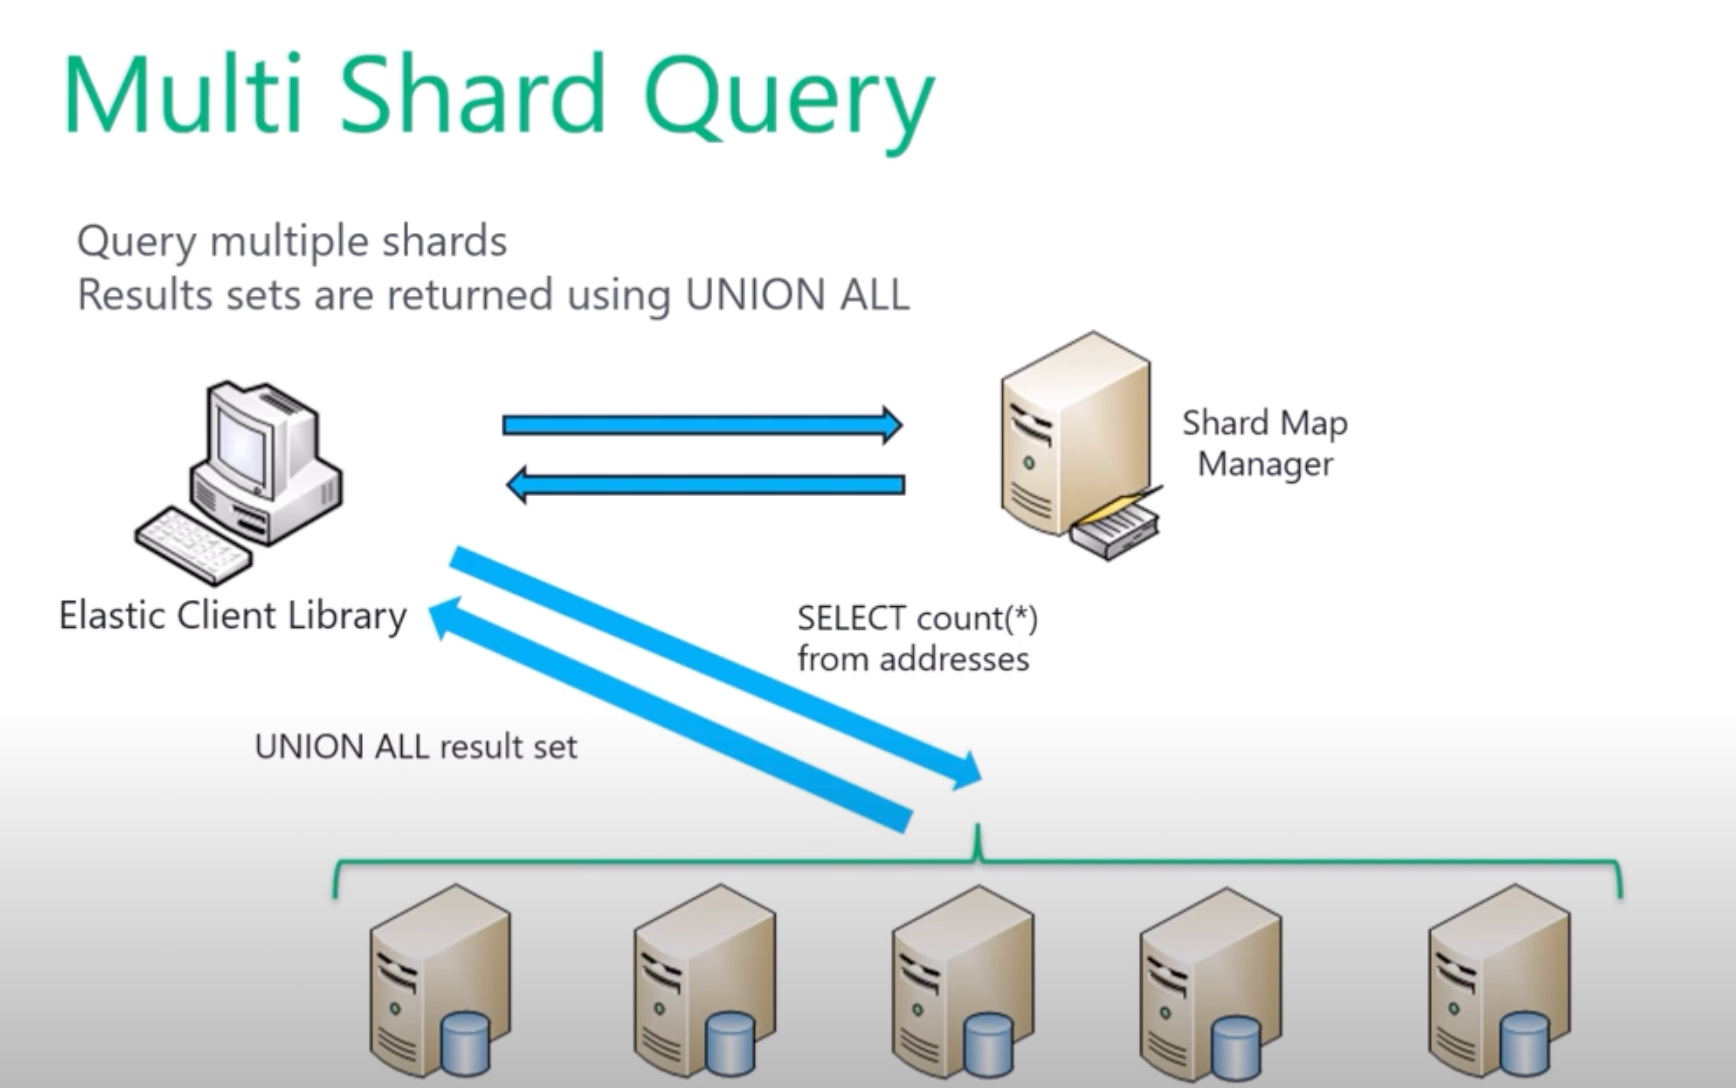 Multi Shard Query
Query multiple shards
Results sets are returned using UNION ALL
Shard Map
Manager
Elastic Client Library
SELECT count(*)
from addresses
UNION ALL result set